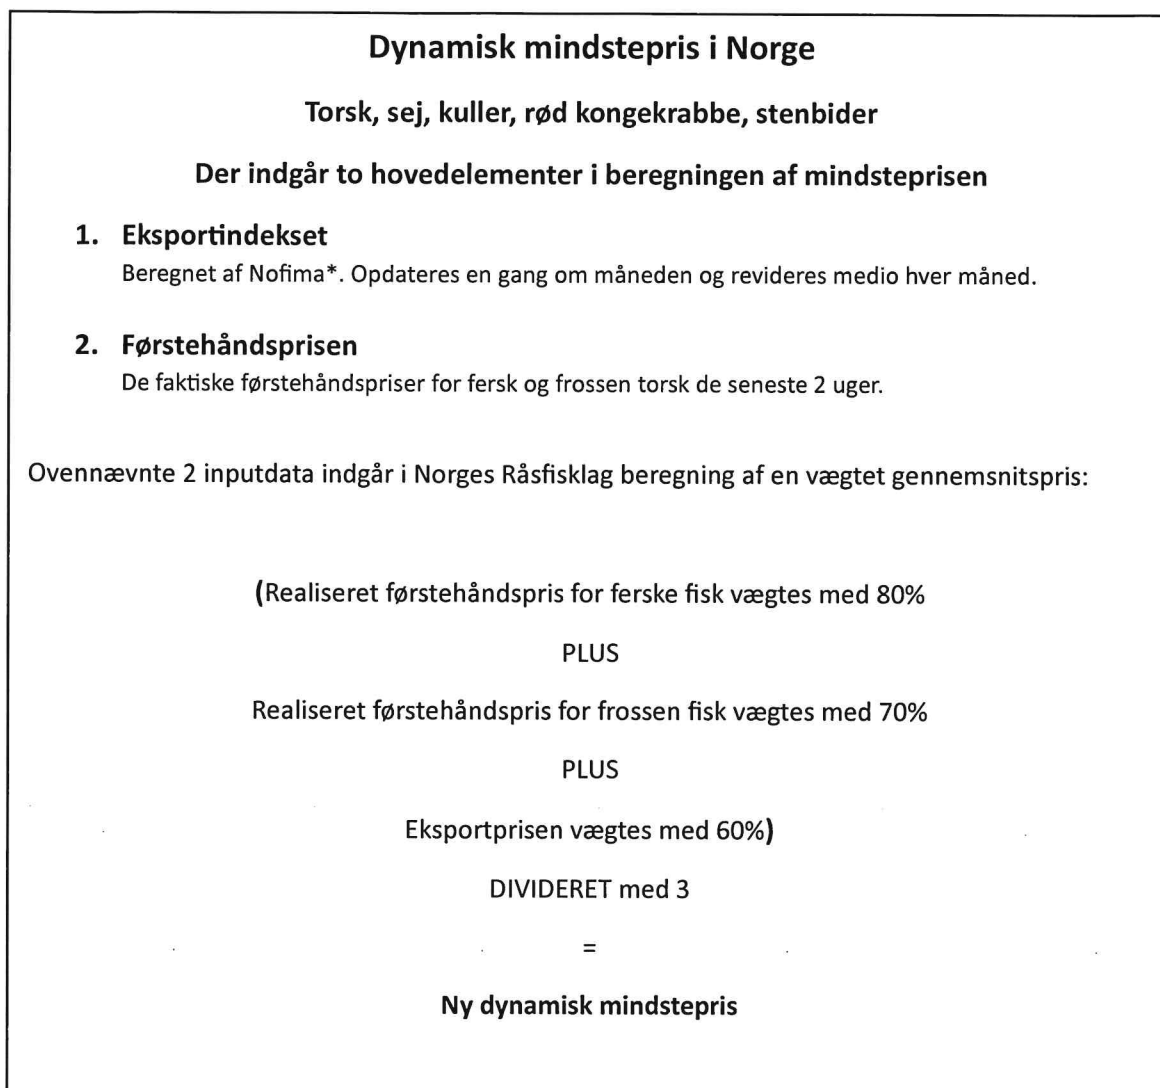 Dynamisk mindstepris i Norge
Torsk, sej, kuller, rød kongekrabbe, stenbider
Der indgår to hovedelementer i beregningen af mindsteprisen
1. Eksportindekset
Beregnet af Nofima*. Opdateres en gang om måneden og revideres medio hver måned.
2. Førstehåndsprisen
De faktiske førstehåndspriser for fersk og frossen torsk de seneste 2 uger.
Ovennævnte 2 inputdata indgår i Norges Råsfisklag beregning af en vægtet gennemsnitspris:
(Realiseret førstehåndspris for ferske fisk vægtes med 80%
PLUS
Realiseret førstehåndspris for frossen fisk vægtes med 70%
PLUS
Eksportprisen vægtes med 60%)
DIVIDERET med 3
=
Ny dynamisk mindstepris